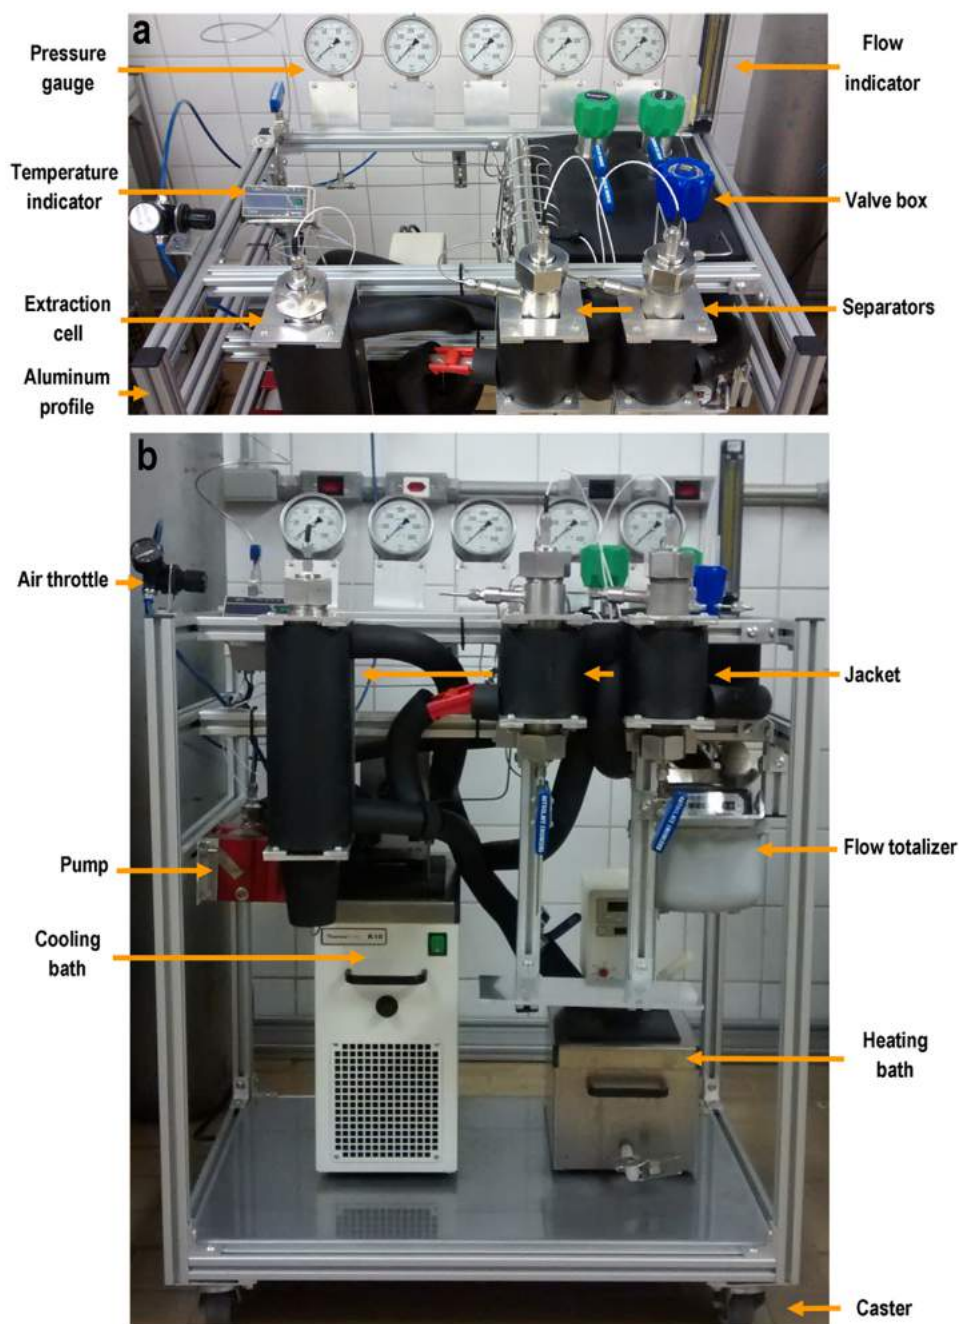 a
Pressure
gauge
Flow
indicator
Temperature
indicator
Valve box
Extraction
cell
Separators
Aluminum
profile
b
Air throttle
Jacket
Pump
Flow totalizer
Cooling
bath
R10
Heating
bath
Caster